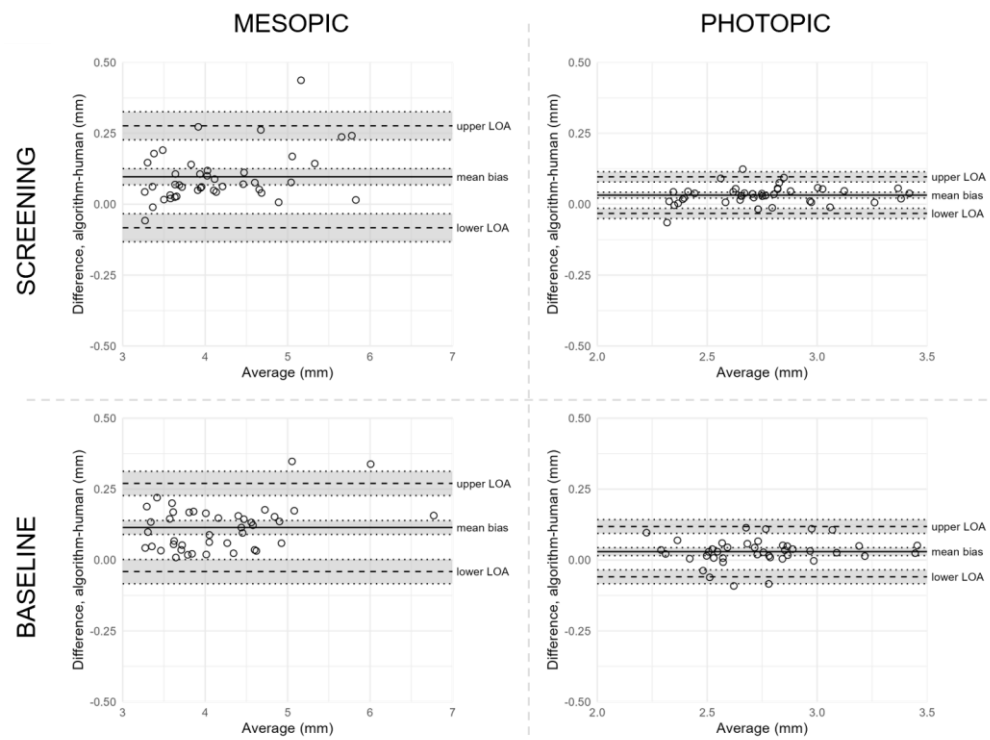 MESOPIC
PHOTOPIC
SCREENING
Difference, algorithm-human (mm)
0.50
0.25
0.00
-0.25
-0.50
upper LOA
mean bias
lower LOA
3 4 5 6 7
Average (mm)
Difference, algorithm-human (mm)
0.50
0.25
0.00
-0.25
-0.50
upper LOA
mean bias
lower LOA
2.0 2.5 3.0 3.5
Average (mm)
BASELINE
Difference, algorithm-human (mm)
0.50
0.25
0.00
-0.25
-0.50
upper LOA
mean bias
lower LOA
3 4 5 6 7
Average (mm)
Difference, algorithm-human (mm)
0.50
0.25
0.00
-0.25
-0.50
upper LOA
mean bias
lower LOA
2.0 2.5 3.0 3.5
Average (mm)